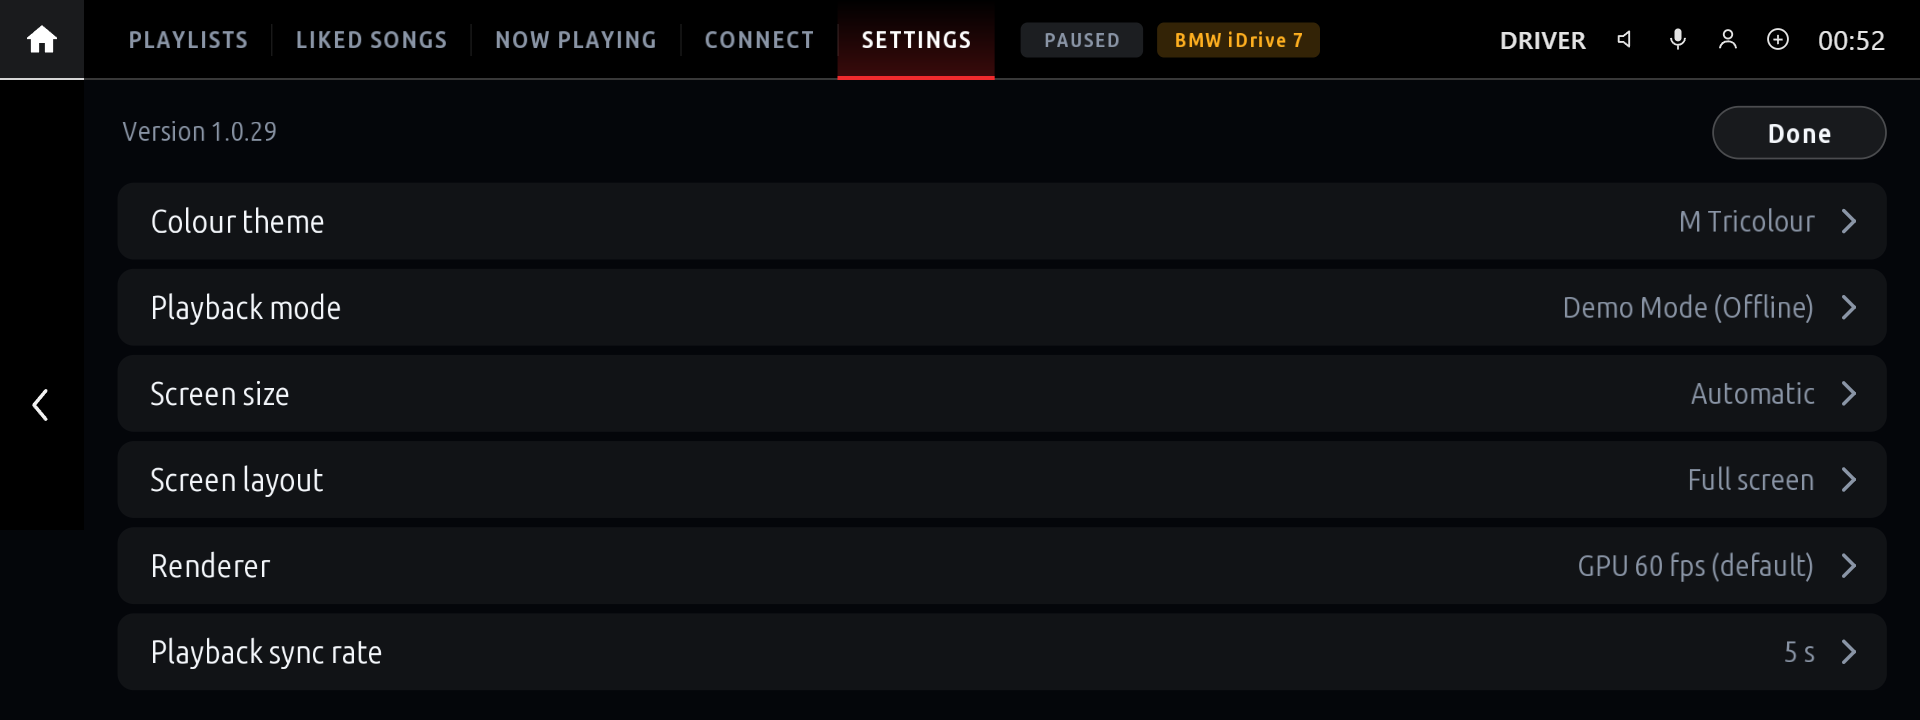 PLAYLISTS LIKED SONGS NOW PLAYING CONNECT SETTINGS PAUSED BMW iDrive 7 DRIVER 00:52
Version 1.0.29 Done
Colour theme M Tricolour
Playback mode Demo Mode (Offline)
Screen size Automatic
Screen layout Full screen
Renderer GPU 60 fps (default)
Playback sync rate 5 s